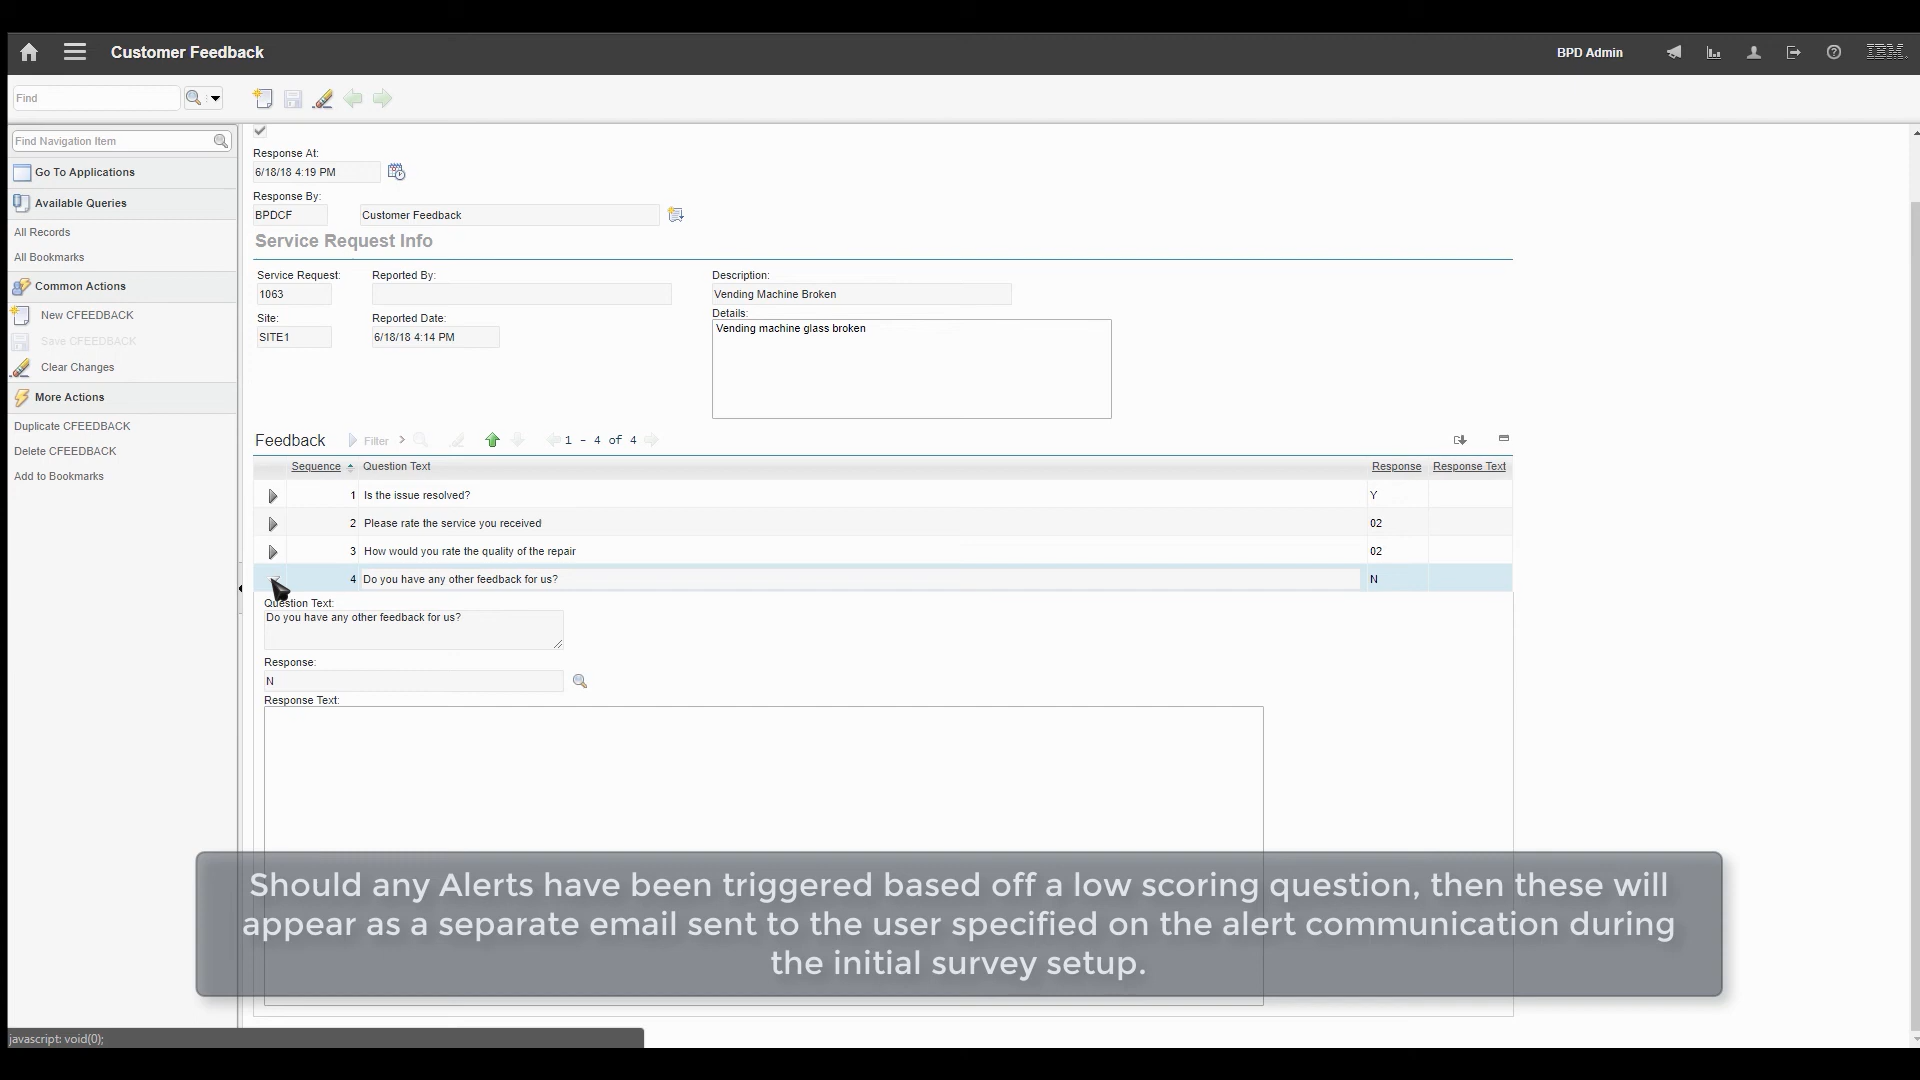 Customer Feedback
BPD Admin
IBM.
Find
Find Navigation Item
Go To Applications
Available Queries
All Records
All Bookmarks
Common Actions
New CFEEDBACK
Save CFEEDBACK
Clear Changes
More Actions
Duplicate CFEEDBACK
Delete CFEEDBACK
Add to Bookmarks
Response At:
6/18/18 4:19 PM
Response By:
BPDCF Customer Feedback
Service Request Info
Service Request: Reported By: Description:
1063 Vending Machine Broken
Site: Reported Date: Details:
SITE1 6/18/18 4:14 PM Vending machine glass broken
Feedback Filter 1 - 4 of 4
Sequence Question Text Response Response Text
1 Is the issue resolved? Y
2 Please rate the service you received 02
3 How would you rate the quality of the repair 02
4 Do you have any other feedback for us? N
Question Text:
Do you have any other feedback for us?
Response:
N
Response Text:
Should any Alerts have been triggered based off a low scoring question, then these will
appear as a separate email sent to the user specified on the alert communication during
the initial survey setup.
javascript: void(0);